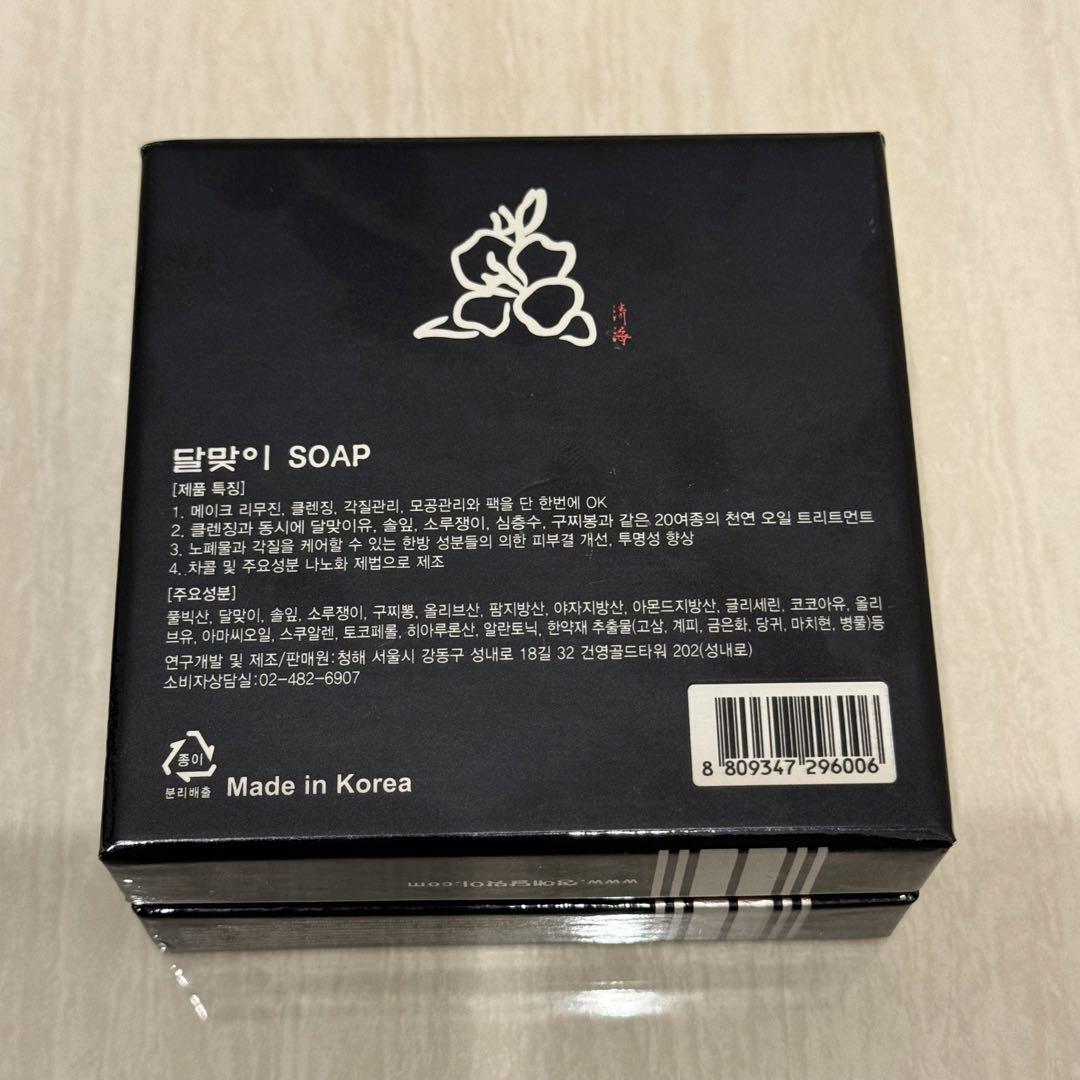 清海
달맞이 SOAP
[제품 특징]
1. 메이크 리무진, 클렌징, 각질관리, 모공관리와 팩을 단 한번에 OK
2. 클렌징과 동시에 달맞이유, 솔잎, 소루쟁이, 심층수, 구찌봉과 같은 20여종의 천연 오일 트리트먼트
3. 노폐물과 각질을 케어할 수 있는 한방 성분들의 의한 피부결 개선, 투명성 향상
4. 차콜 및 주요성분 나노화 제법으로 제조
[주요성분]
풀빅산, 달맞이, 솔잎, 소루쟁이, 구찌뽕, 올리브산, 팜지방산, 야자지방산, 아몬드지방산, 글리세린, 코코아유, 올리
브유, 아마씨오일, 스쿠알렌, 토코페롤, 히아루론산, 알란토닉, 한약재 추출물(고삼, 계피, 금은화, 당귀, 마치현, 병풀)등
연구개발 및 제조/판매원:청해 서울시 강동구 성내로 18길 32 건영골드타워 202(성내로)
소비자상담실:02-482-6907
종이
분리배출 Made in Korea
8 809347 296006